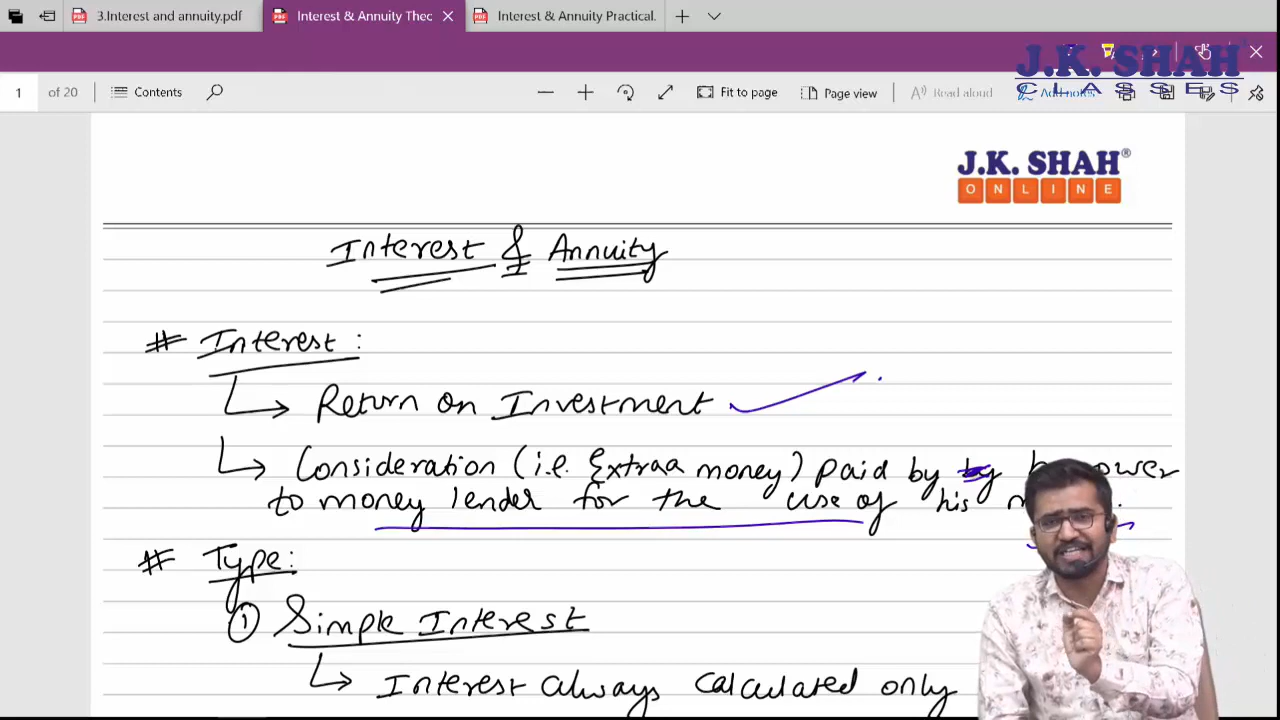 3.Interest and annuity.pdf
Interest & Annuity Thec
Interest & Annuity Practical.
J.K. SHAH
CLASSES
1 of 20
Contents
Fit to page
Page view
Read aloud
Add notes
J.K. SHAH®
ONLINE
Interest & Annuity
# Interest :
Return on Investment
Consideration (i.e. Extraa money) paid by
to money lender for the use of his
# Type:
① Simple Interest
Interest always calculated only